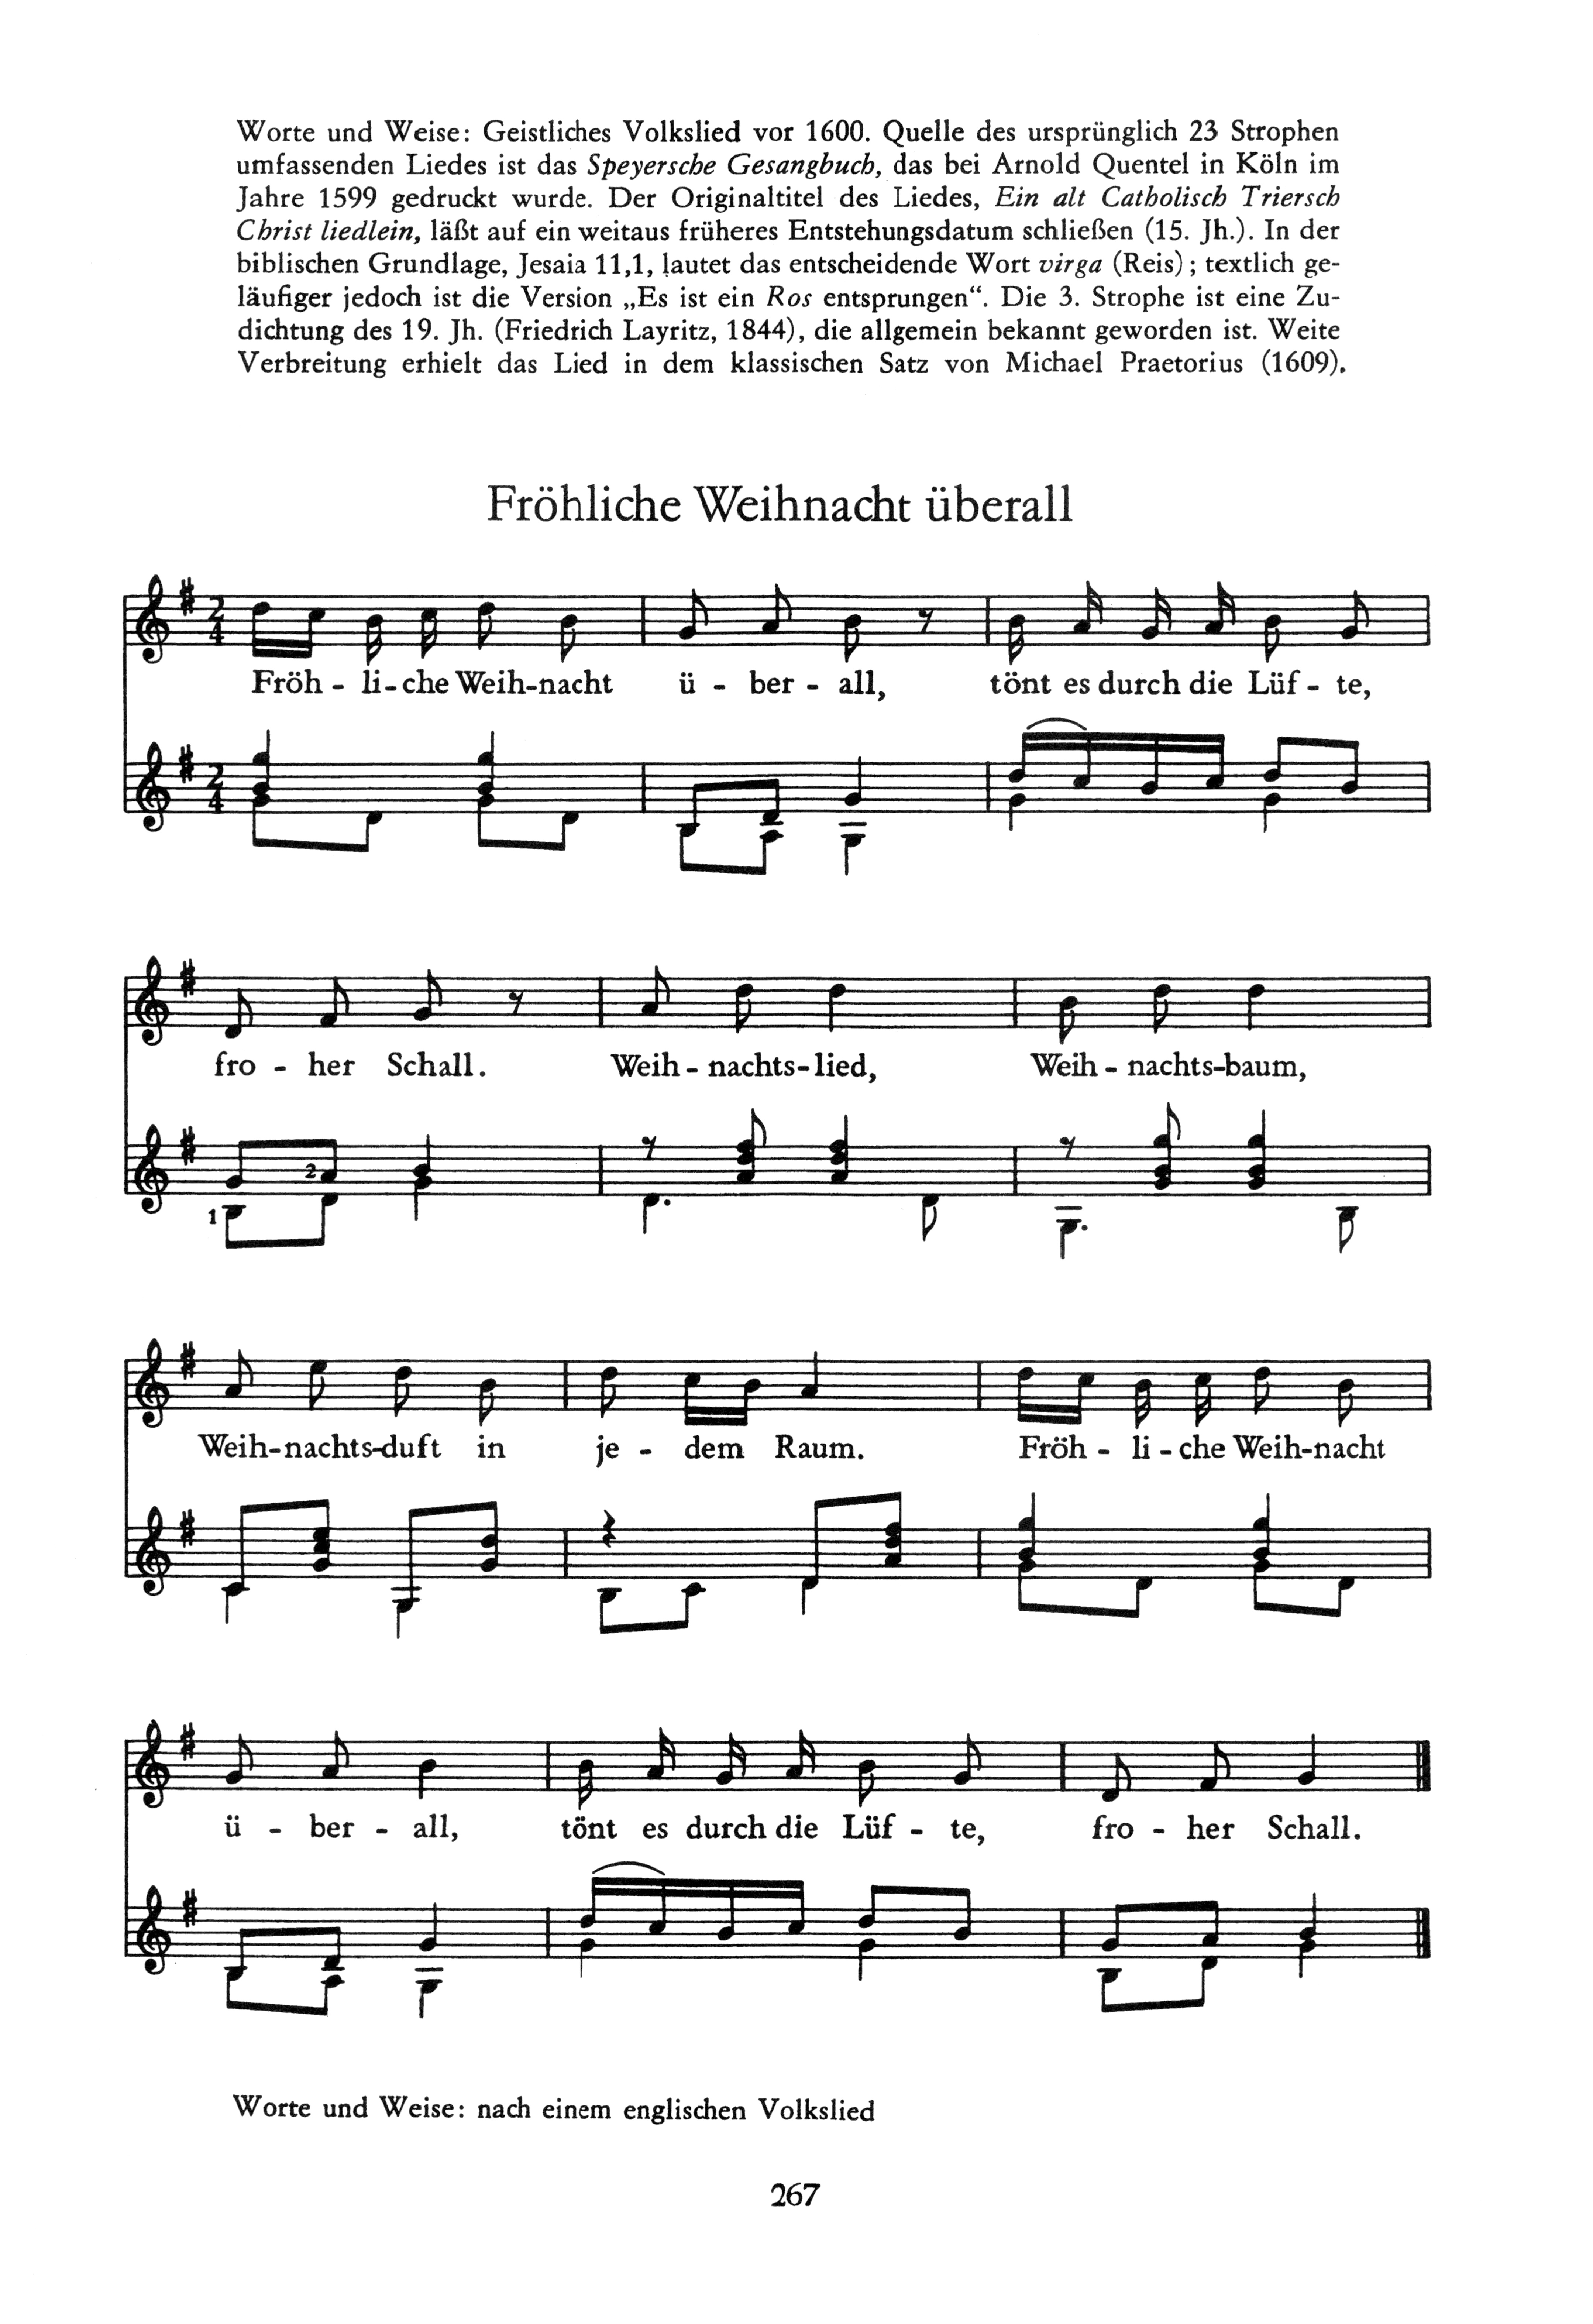 Worte und Weise: Geistliches Volkslied vor 1600. Quelle des ursprünglich 23 Strophen
umfassenden Liedes ist das Speyersche Gesangbuch, das bei Arnold Quentel in Köln im
Jahre 1599 gedruckt wurde. Der Originaltitel des Liedes, Ein alt Catholisch Triersch
Christ liedlein, läßt auf ein weitaus früheres Entstehungsdatum schließen (15. Jh.). In der
biblischen Grundlage, Jesaia 11,1, lautet das entscheidende Wort virga (Reis); textlich ge-
läufiger jedoch ist die Version „Es ist ein Ros entsprungen“. Die 3. Strophe ist eine Zu-
dichtung des 19. Jh. (Friedrich Layritz, 1844), die allgemein bekannt geworden ist. Weite
Verbreitung erhielt das Lied in dem klassischen Satz von Michael Praetorius (1609).
Fröhliche Weihnacht überall
2
4
Fröh - li - che Weih-nacht ü - ber - all, tönt es durch die Lüf - te,
2
4
fro - her Schall. Weih - nachts-lied, Weih - nachts-baum,
2
1
Weih-nachts-duft in je - dem Raum. Fröh - li - che Weih-nacht
ü - ber - all, tönt es durch die Lüf - te, fro - her Schall.
Worte und Weise: nach einem englischen Volkslied
267